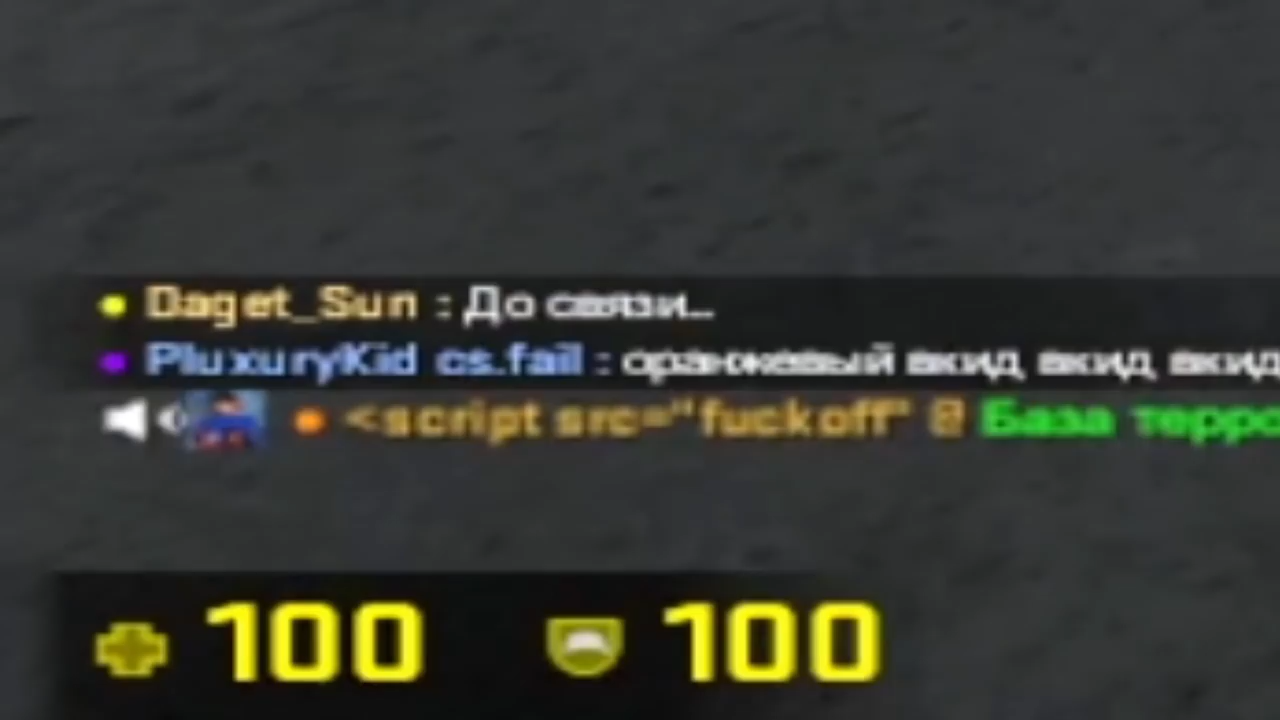 Daget_Sun : До связи...
PluxuryKid cs.fail : оранжевый вкид вкид вкид
<script src="fuckoff" @ База терро
100 100